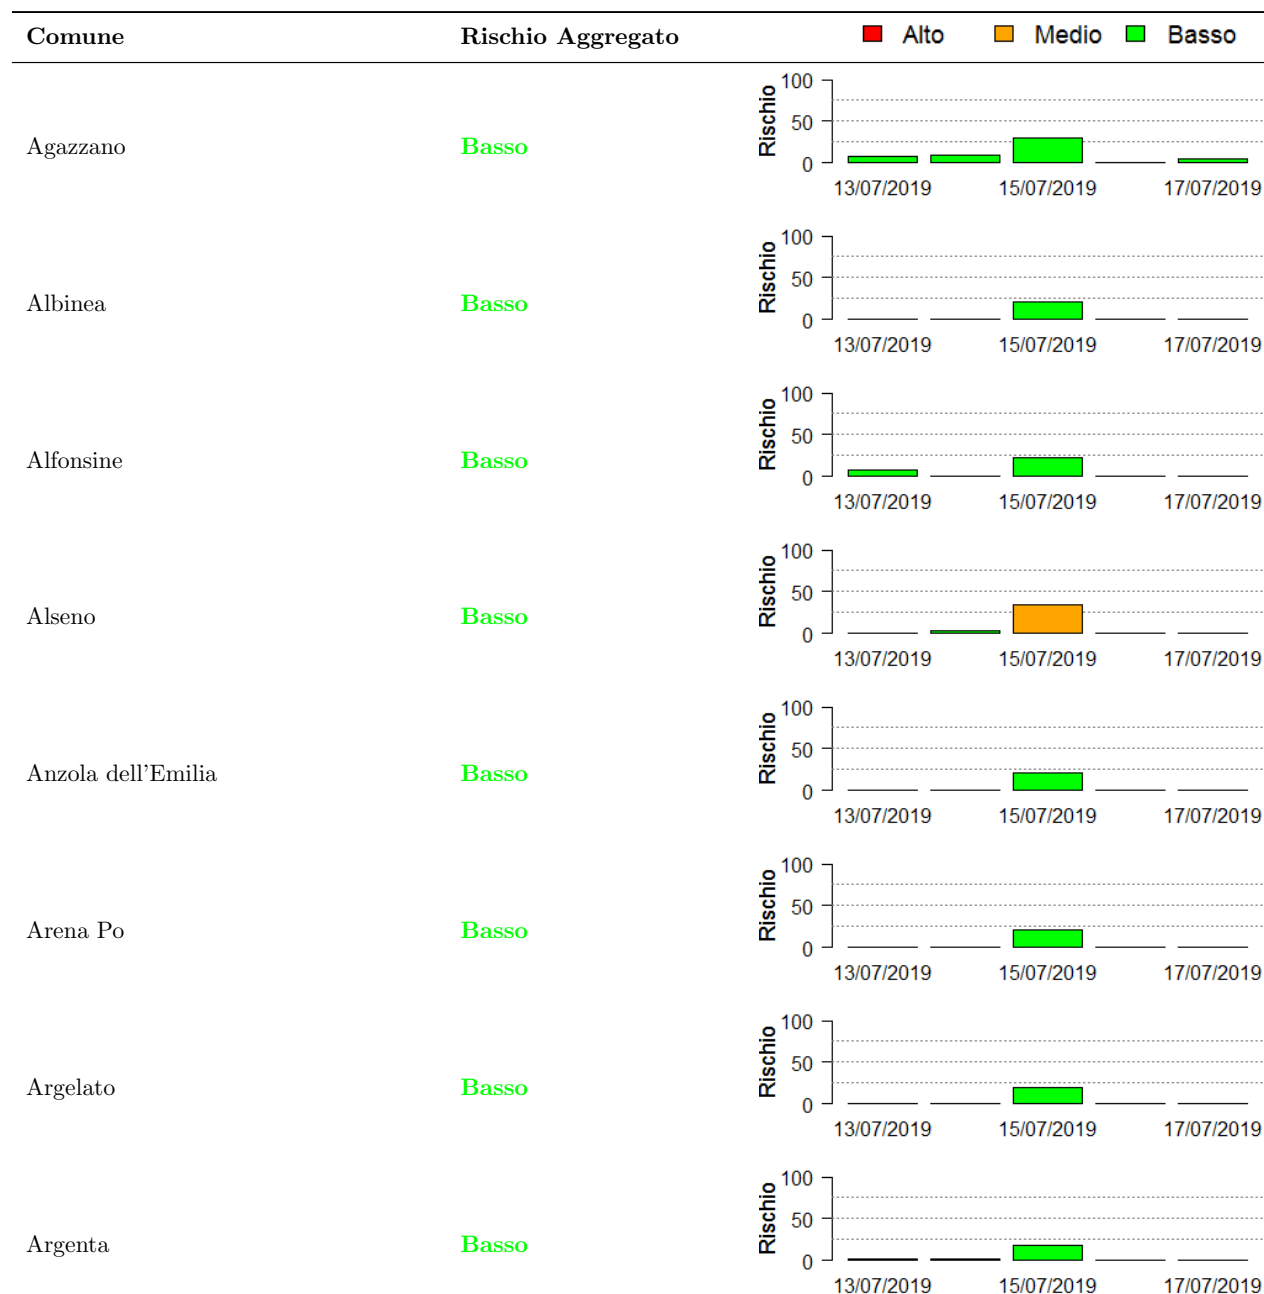 Comune Rischio Aggregato Alto Medio Basso
Agazzano Basso
Rischio
100
50
0
13/07/2019 15/07/2019 17/07/2019
Albinea Basso
Rischio
100
50
0
13/07/2019 15/07/2019 17/07/2019
Alfonsine Basso
Rischio
100
50
0
13/07/2019 15/07/2019 17/07/2019
Alseno Basso
Rischio
100
50
0
13/07/2019 15/07/2019 17/07/2019
Anzola dell'Emilia Basso
Rischio
100
50
0
13/07/2019 15/07/2019 17/07/2019
Arena Po Basso
Rischio
100
50
0
13/07/2019 15/07/2019 17/07/2019
Argelato Basso
Rischio
100
50
0
13/07/2019 15/07/2019 17/07/2019
Argenta Basso
Rischio
100
50
0
13/07/2019 15/07/2019 17/07/2019